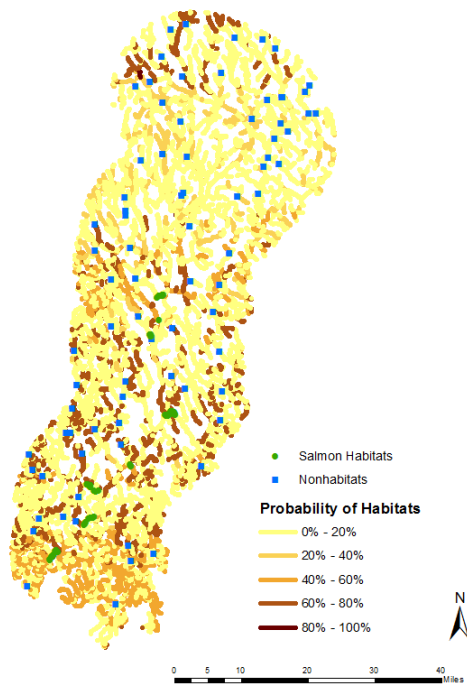 Salmon Habitats
Nonhabitats
Probability of Habitats
0% - 20%
20% - 40%
40% - 60%
60% - 80%
80% - 100%
N
0 5 10 20 30 40
Miles